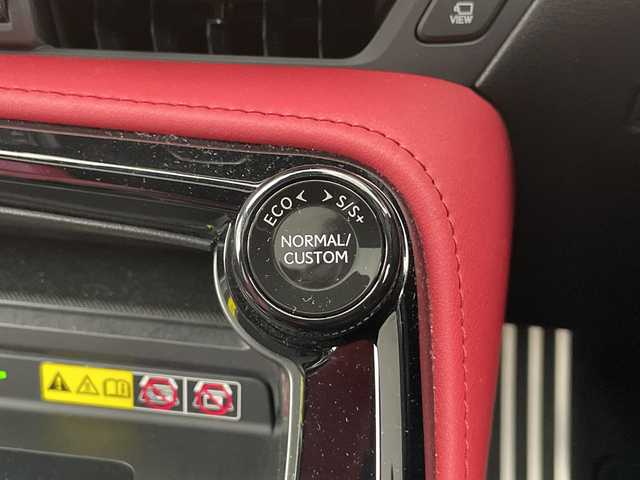 VIEW
ECO < > S/S+
NORMAL/
CUSTOM